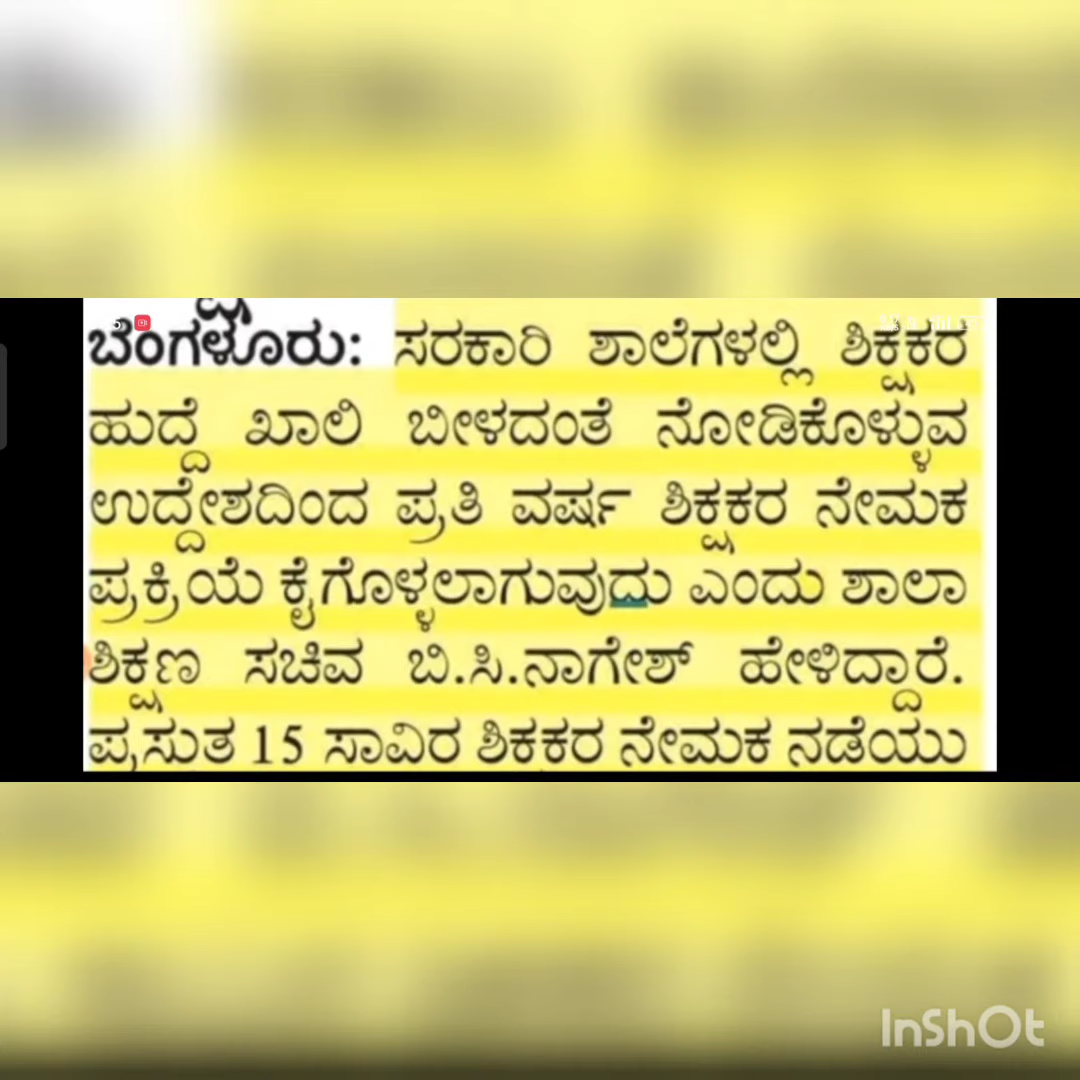 ಬೆಂಗಳೂರು: ಸರಕಾರಿ ಶಾಲೆಗಳಲ್ಲಿ ಶಿಕ್ಷಕರ
ಹುದ್ದೆ ಖಾಲಿ ಬೀಳದಂತೆ ನೋಡಿಕೊಳ್ಳುವ
ಉದ್ದೇಶದಿಂದ ಪ್ರತಿ ವರ್ಷ ಶಿಕ್ಷಕರ ನೇಮಕ
ಪ್ರಕ್ರಿಯೆ ಕೈಗೊಳ್ಳಲಾಗುವುದು ಎಂದು ಶಾಲಾ
ಶಿಕ್ಷಣ ಸಚಿವ ಬಿ.ಸಿ.ನಾಗೇಶ್ ಹೇಳಿದ್ದಾರೆ.
ಪ್ರಸುತ 15 ಸಾವಿರ ಶಿಕ್ಷಕರ ನೇಮಕ ನಡೆಯು
InShOt